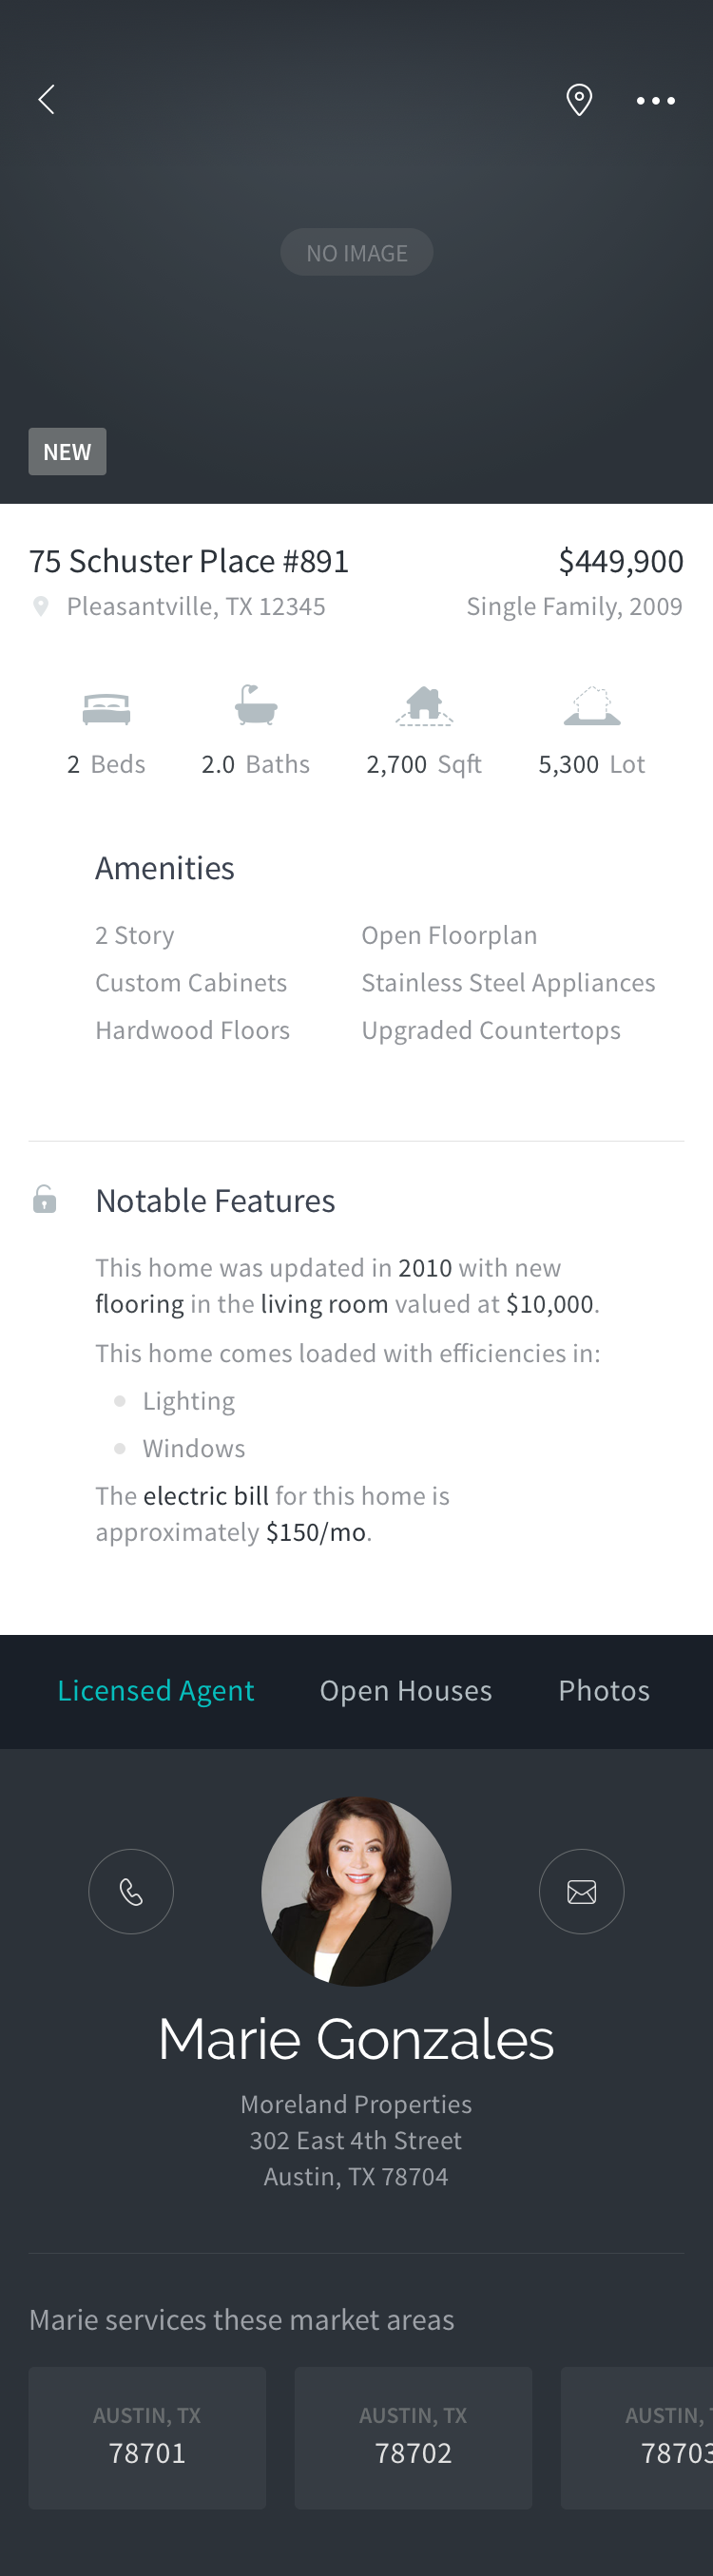 NO IMAGE
NEW
75 Schuster Place #891 $449,900
Pleasantville, TX 12345 Single Family, 2009
2 Beds 2.0 Baths 2,700 Sqft 5,300 Lot
Amenities
2 Story Open Floorplan
Custom Cabinets Stainless Steel Appliances
Hardwood Floors Upgraded Countertops
Notable Features
This home was updated in 2010 with new
flooring in the living room valued at $10,000.
This home comes loaded with efficiencies in:
Lighting
Windows
The electric bill for this home is
approximately $150/mo.
Licensed Agent Open Houses Photos
Marie Gonzales
Moreland Properties
302 East 4th Street
Austin, TX 78704
Marie services these market areas
AUSTIN, TX AUSTIN, TX AUSTIN,
78701 78702 78703